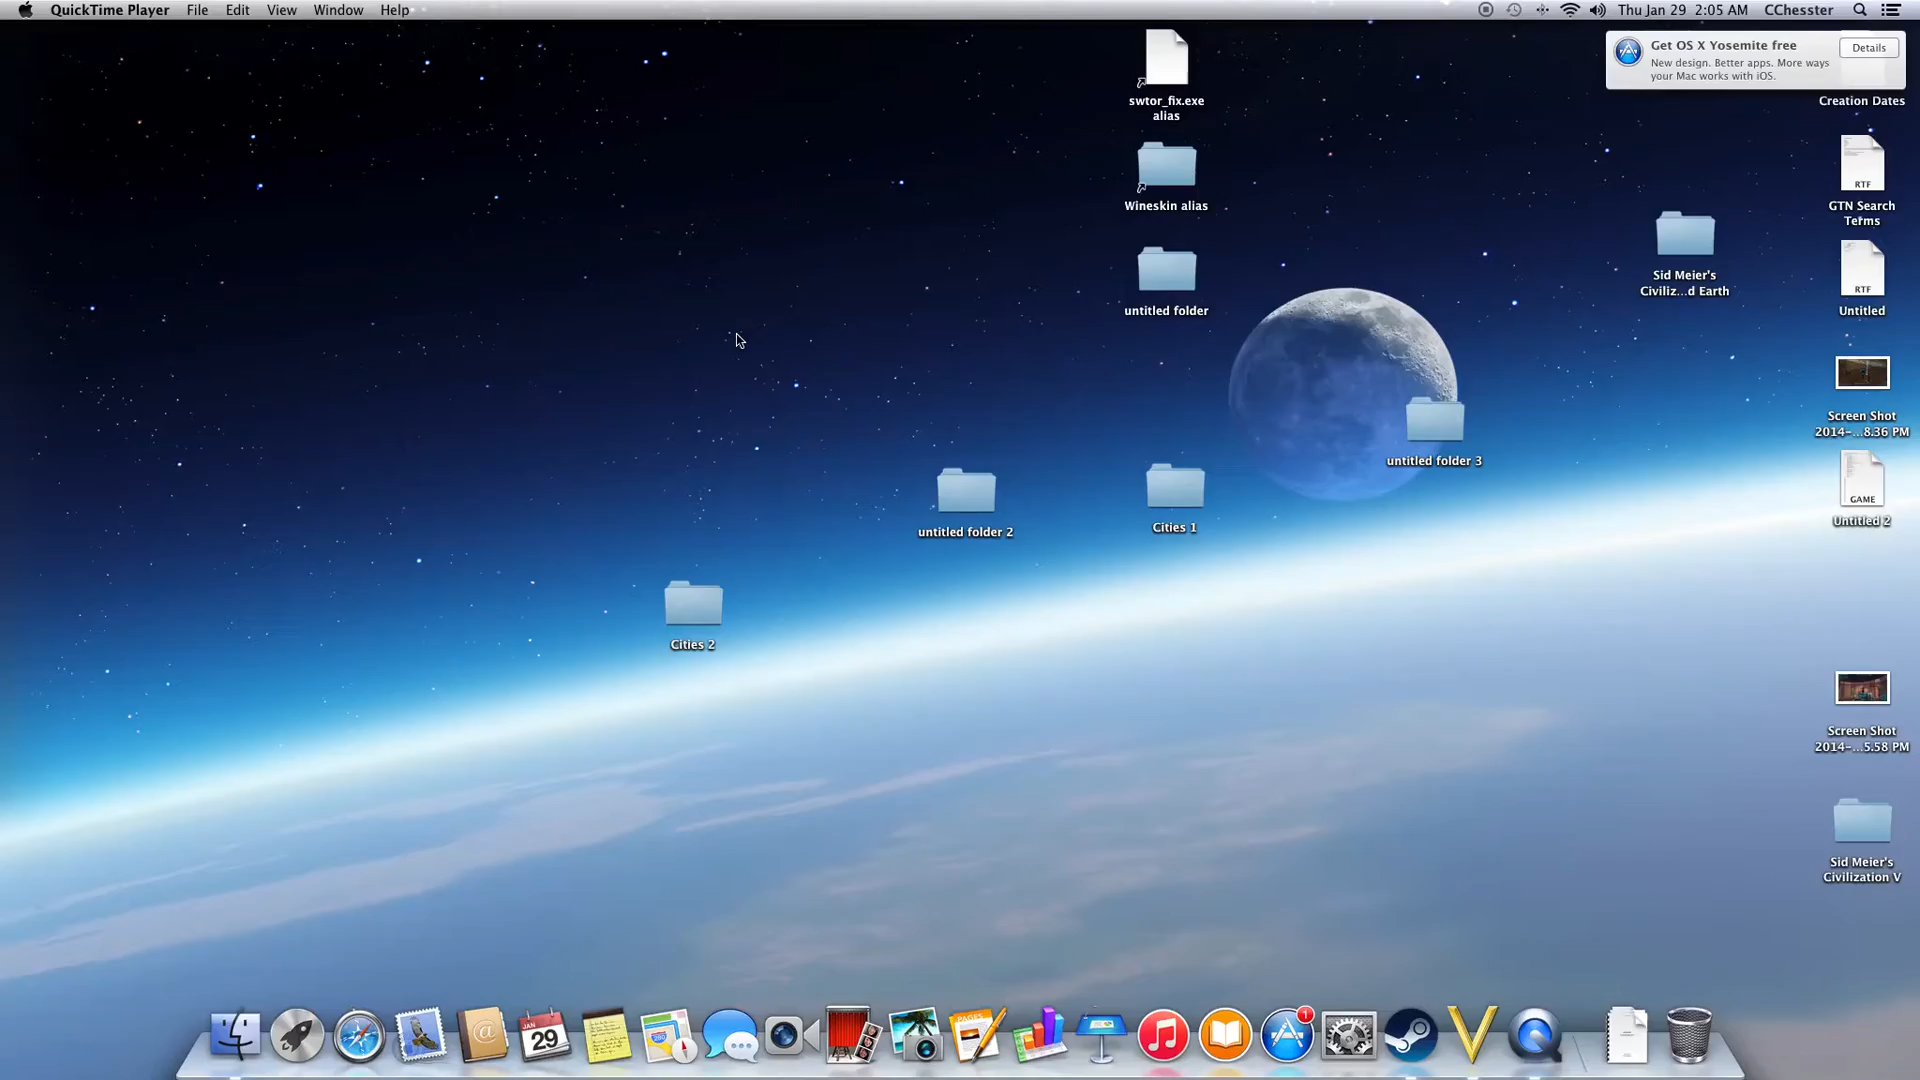 QuickTime Player File Edit View Window Help
Thu Jan 29 2:05 AM CChesster
Get OS X Yosemite free
New design. Better apps. More ways
your Mac works with iOS.
Details
Creation Dates
swtor_fix.exe
alias
Wineskin alias
untitled folder
RTF
GTN Search
Terms
Sid Meier's
Civiliz...d Earth
RTF
Untitled
Screen Shot
2014-...8.36 PM
untitled folder 3
GAME
Untitled 2
untitled folder 2
Cities 1
Cities 2
Screen Shot
2014-...5.58 PM
Sid Meier's
Civilization V
JAN
29
PAGES
1